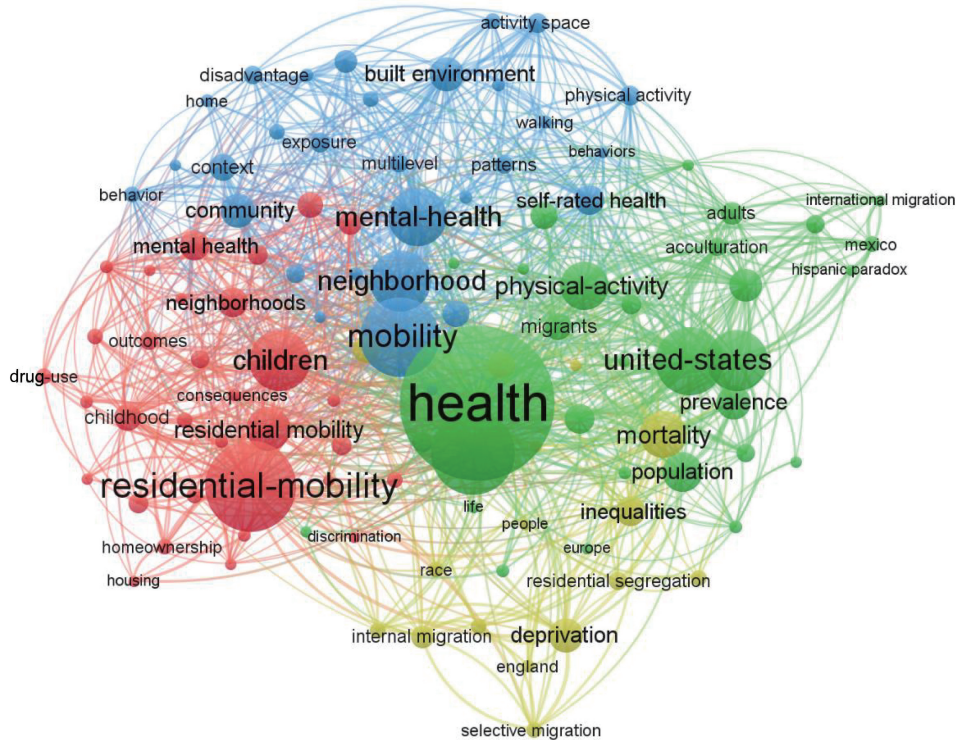 activity space
disadvantage
built environment
home
physical activity
walking
exposure
multilevel
patterns
behaviors
context
behavior
community
mental-health
self-rated health
adults
international migration
mental health
acculturation
mexico
hispanic paradox
neighborhood
physical-activity
neighborhoods
migrants
outcomes
mobility
children
united-states
drug-use
consequences
health
prevalence
childhood
residential mobility
mortality
residential-mobility
population
life
inequalities
people
discrimination
homeownership
europe
housing
race
residential segregation
internal migration
deprivation
england
selective migration